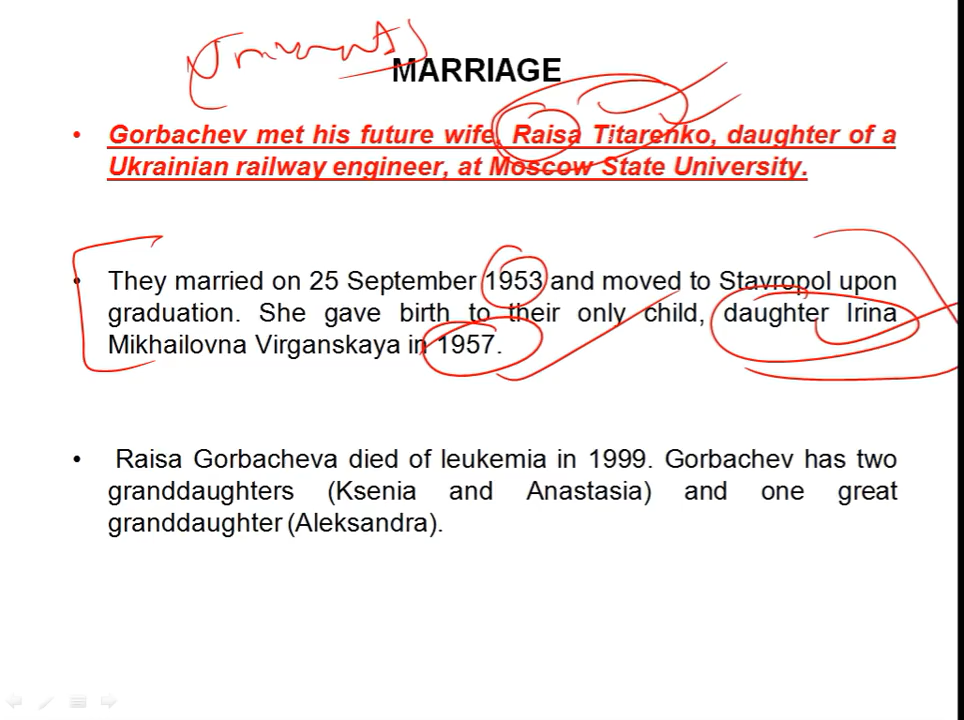 MARRIAGE
• Gorbachev met his future wife, Raisa Titarenko, daughter of a
Ukrainian railway engineer, at Moscow State University.
• They married on 25 September 1953 and moved to Stavropol upon
graduation. She gave birth to their only child, daughter Irina
Mikhailovna Virganskaya in 1957.
• Raisa Gorbacheva died of leukemia in 1999. Gorbachev has two
granddaughters (Ksenia and Anastasia) and one great
granddaughter (Aleksandra).